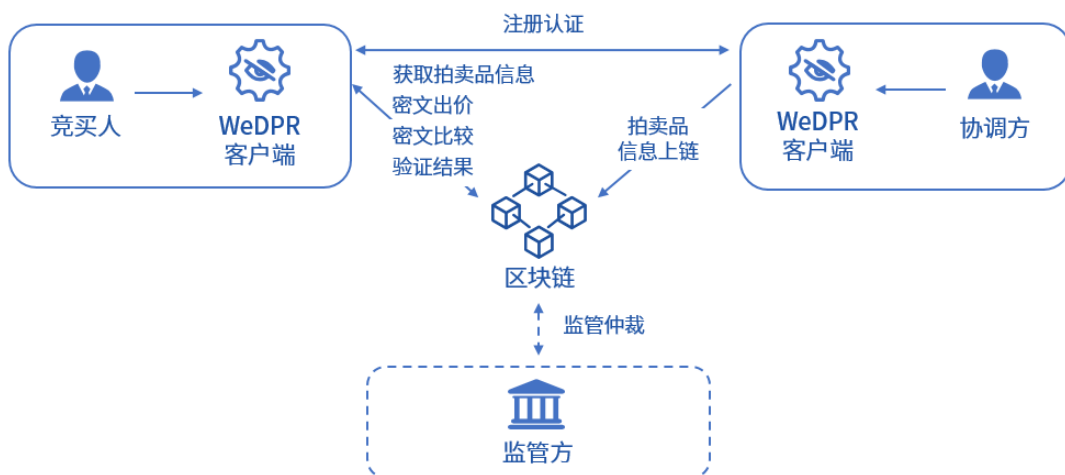 注册认证
获取拍卖品信息
密文出价
密文比较
验证结果
竞买人
WeDPR
客户端
拍卖品
信息上链
WeDPR
客户端
协调方
区块链
监管仲裁
监管方